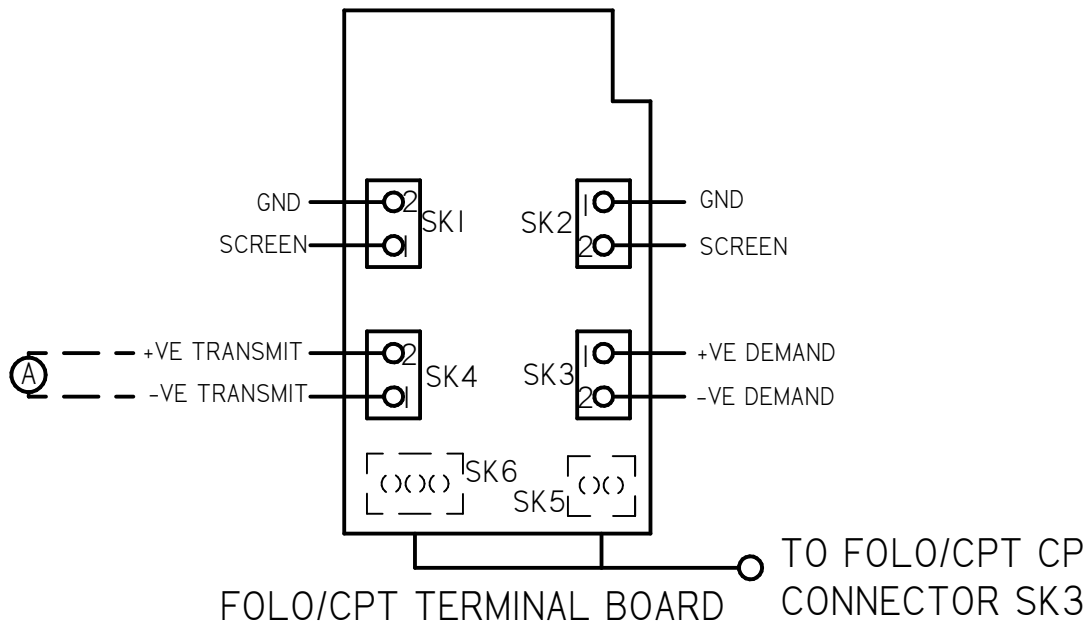 GND
2
SK1
SCREEN
1
1
GND
SK2
2
SCREEN
+VE TRANSMIT
2
SK4
A
-VE TRANSMIT
1
1
+VE DEMAND
SK3
2
-VE DEMAND
SK6
SK5
TO FOLO/CPT CP
CONNECTOR SK3
FOLO/CPT TERMINAL BOARD